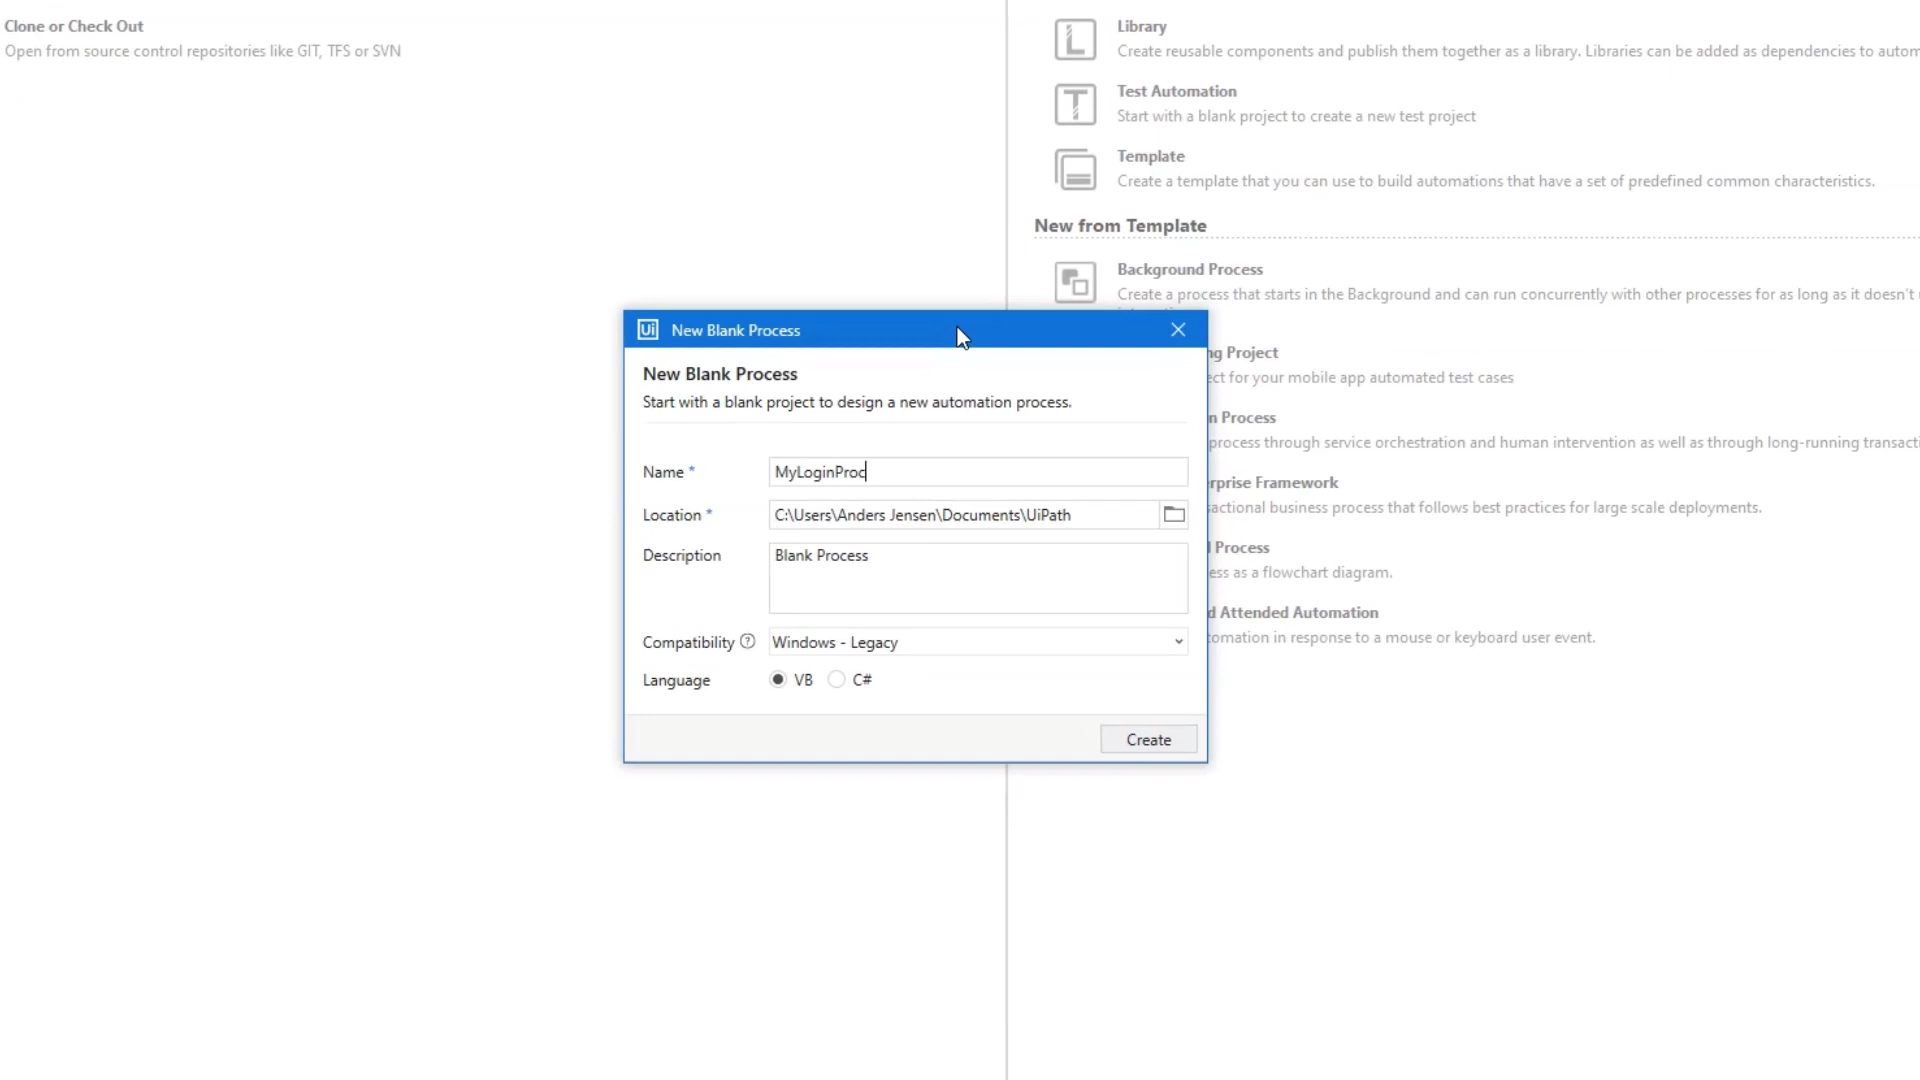 Clone or Check Out
Open from source control repositories like GIT, TFS or SVN
Library
Create reusable components and publish them together as a library. Libraries can be added as dependencies to autom
Test Automation
Start with a blank project to create a new test project
Template
Create a template that you can use to build automations that have a set of predefined common characteristics.
New from Template
Background Process
Create a process that starts in the Background and can run concurrently with other processes for as long as it doesn't
ng Project
ect for your mobile app automated test cases
n Process
process through service orchestration and human intervention as well as through long-running transacti
erprise Framework
sactional business process that follows best practices for large scale deployments.
l Process
ess as a flowchart diagram.
d Attended Automation
tomation in response to a mouse or keyboard user event.
Ui New Blank Process
New Blank Process
Start with a blank project to design a new automation process.
Name * MyLoginProc
Location * C:\Users\Anders Jensen\Documents\UiPath
Description Blank Process
Compatibility ? Windows - Legacy
Language VB C#
Create